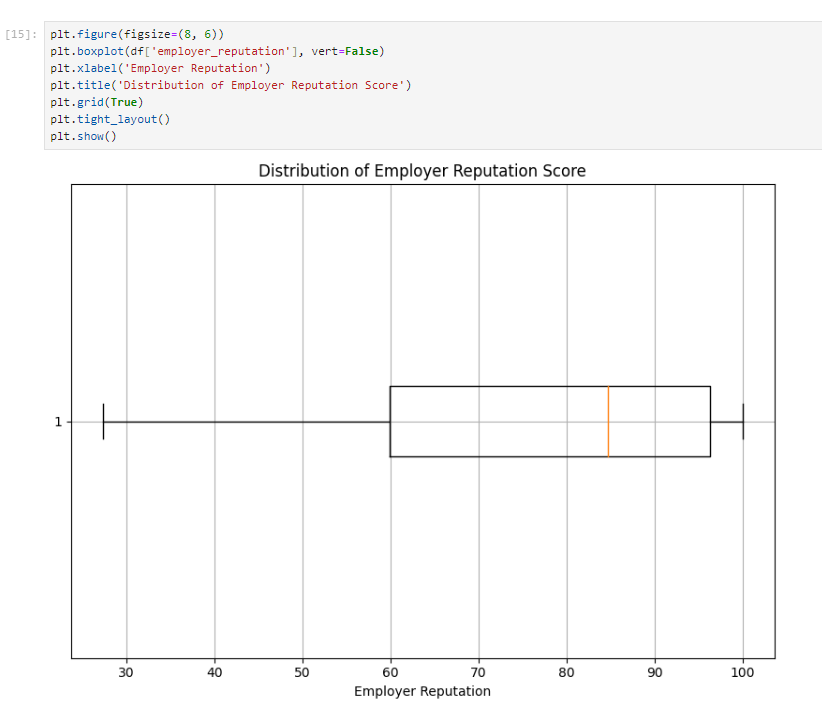 [15]: plt.figure(figsize=(8, 6))
plt.boxplot(df['employer_reputation'], vert=False)
plt.xlabel('Employer Reputation')
plt.title('Distribution of Employer Reputation Score')
plt.grid(True)
plt.tight_layout()
plt.show()
Distribution of Employer Reputation Score
1
30 40 50 60 70 80 90 100
Employer Reputation